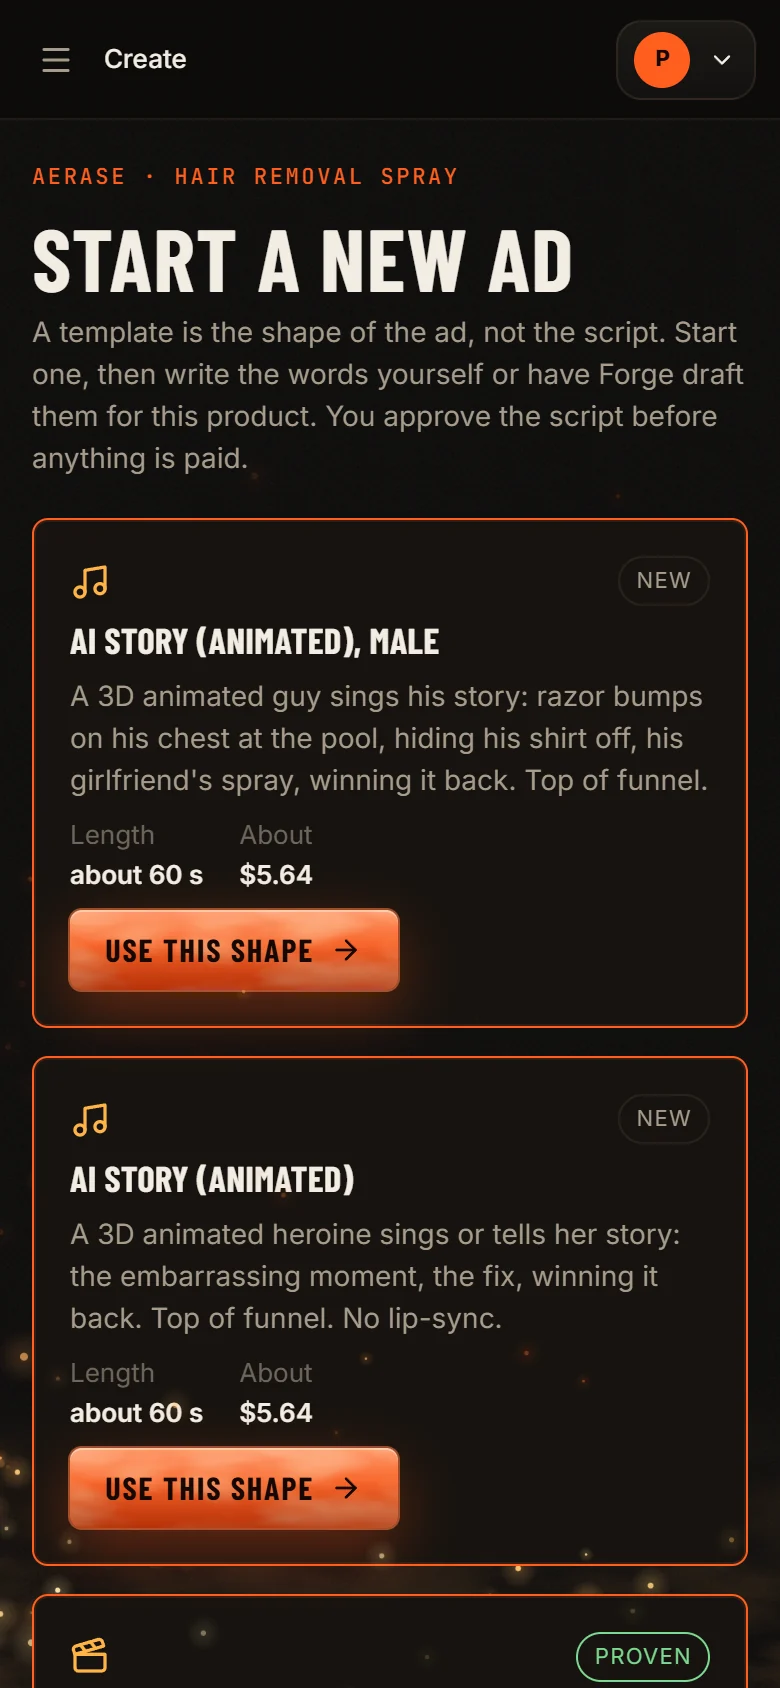 Create
P
AERASE · HAIR REMOVAL SPRAY
START A NEW AD
A template is the shape of the ad, not the script. Start
one, then write the words yourself or have Forge draft
them for this product. You approve the script before
anything is paid.
NEW
AI STORY (ANIMATED), MALE
A 3D animated guy sings his story: razor bumps
on his chest at the pool, hiding his shirt off, his
girlfriend's spray, winning it back. Top of funnel.
Length About
about 60 s $5.64
USE THIS SHAPE →
NEW
AI STORY (ANIMATED)
A 3D animated heroine sings or tells her story:
the embarrassing moment, the fix, winning it
back. Top of funnel. No lip-sync.
Length About
about 60 s $5.64
USE THIS SHAPE →
PROVEN